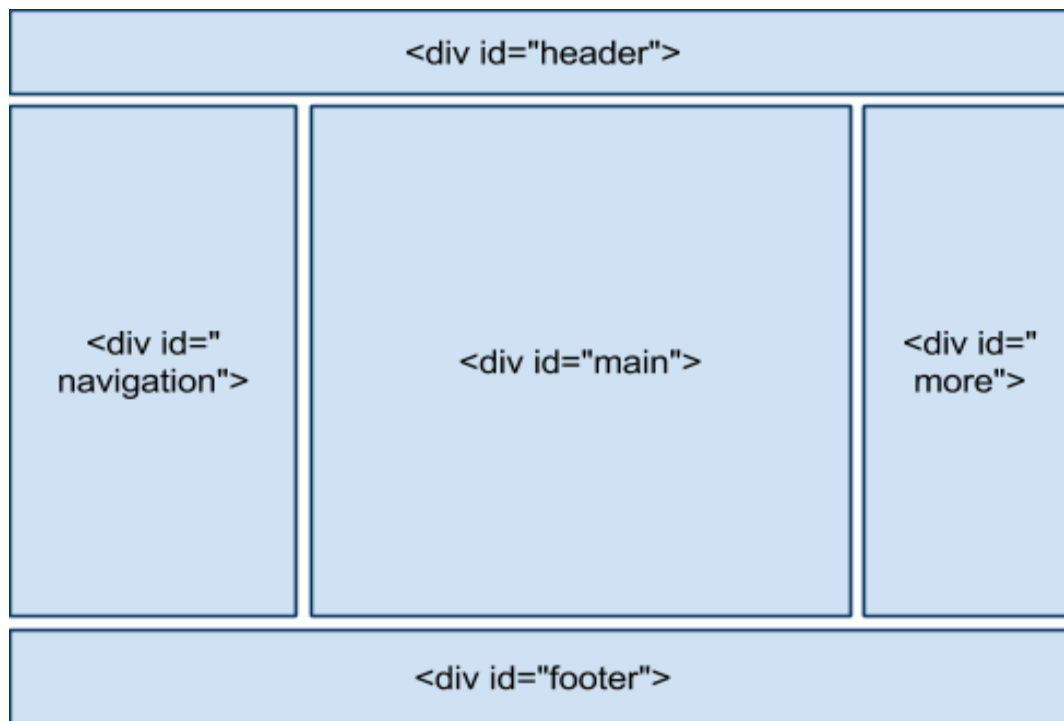 <div id="header">
<div id="
navigation">
<div id="main">
<div id="
more">
<div id="footer">